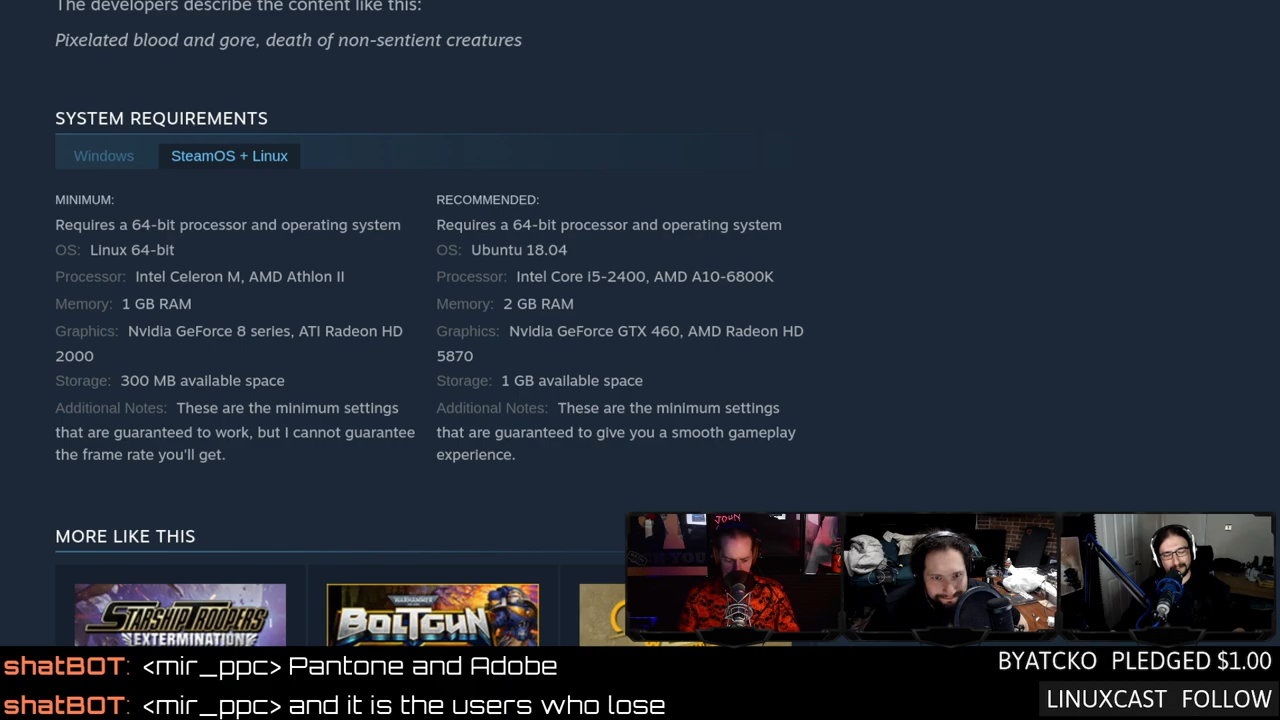 The developers describe the content like this:
Pixelated blood and gore, death of non-sentient creatures
SYSTEM REQUIREMENTS
Windows
SteamOS + Linux
MINIMUM:
Requires a 64-bit processor and operating system
OS: Linux 64-bit
Processor: Intel Celeron M, AMD Athlon II
Memory: 1 GB RAM
Graphics: Nvidia GeForce 8 series, ATI Radeon HD
2000
Storage: 300 MB available space
Additional Notes: These are the minimum settings
that are guaranteed to work, but I cannot guarantee
the frame rate you'll get.
RECOMMENDED:
Requires a 64-bit processor and operating system
OS: Ubuntu 18.04
Processor: Intel Core I5-2400, AMD A10-6800K
Memory: 2 GB RAM
Graphics: Nvidia GeForce GTX 460, AMD Radeon HD
5870
Storage: 1 GB available space
Additional Notes: These are the minimum settings
that are guaranteed to give you a smooth gameplay
experience.
MORE LIKE THIS
STARSHIP TROOPERS
EXTERMINATION
WARHAMMER
BOLTGUN
shatBOT: <mir_ppc> Pantone and Adobe
shatBOT: <mir_ppc> and it is the users who lose
BYATCKO PLEDGED $1.00
LINUXCAST FOLLOW